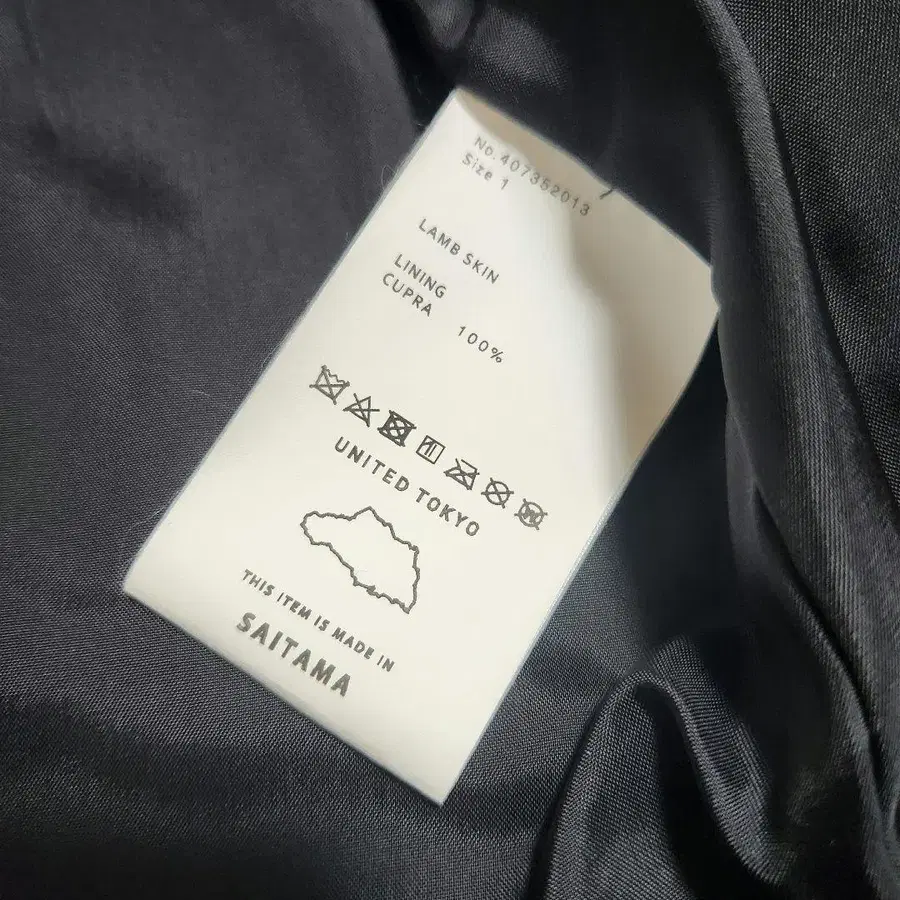 No. 407352013
Size 1
LAMB SKIN
LINING
CUPRA 100%
UNITED TOKYO
THIS ITEM IS MADE IN
SAITAMA